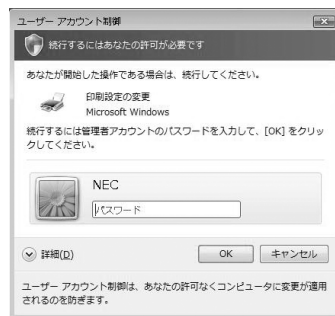 ユーザー アカウント制御
続行するにはあなたの許可が必要です
あなたが開始した操作である場合は、続行してください。
印刷設定の変更
Microsoft Windows
続行するには管理者アカウントのパスワードを入力して、[OK] をクリッ
クしてください。
NEC
パスワード
詳細(D)
OK
キャンセル
ユーザー アカウント制御は、あなたの許可なくコンピュータに変更が適用
されるのを防ぎます。